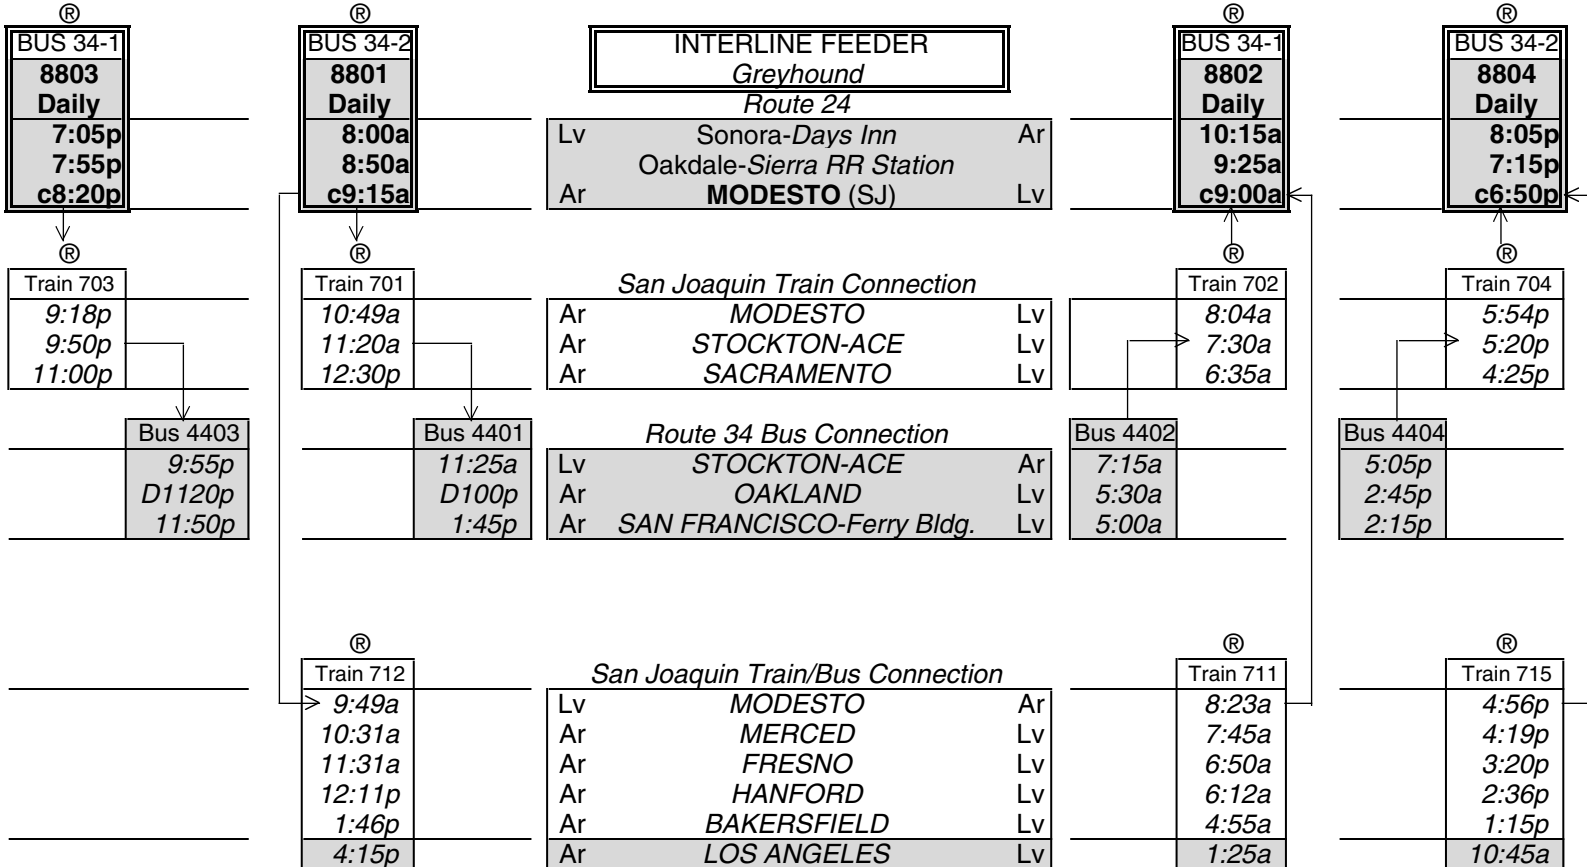 ® ® ® ®
BUS 34-1 BUS 34-2 INTERLINE FEEDER BUS 34-1 BUS 34-2
8803 8801 Greyhound 8802 8804
Daily Daily Route 24 Daily Daily
7:05p 8:00a Lv Sonora-Days Inn Ar 10:15a 8:05p
7:55p 8:50a Oakdale-Sierra RR Station 9:25a 7:15p
c8:20p c9:15a Ar MODESTO (SJ) Lv c9:00a c6:50p
® ® ® ®
Train 703 Train 701 San Joaquin Train Connection Train 702 Train 704
9:18p 10:49a Ar MODESTO Lv 8:04a 5:54p
9:50p 11:20a Ar STOCKTON-ACE Lv 7:30a 5:20p
11:00p 12:30p Ar SACRAMENTO Lv 6:35a 4:25p
Bus 4403 Bus 4401 Route 34 Bus Connection Bus 4402 Bus 4404
9:55p 11:25a Lv STOCKTON-ACE Ar 7:15a 5:05p
D1120p D100p Ar OAKLAND Lv 5:30a 2:45p
11:50p 1:45p Ar SAN FRANCISCO-Ferry Bldg. Lv 5:00a 2:15p
® ® ®
Train 712 San Joaquin Train/Bus Connection Train 711 Train 715
9:49a Lv MODESTO Ar 8:23a 4:56p
10:31a Ar MERCED Lv 7:45a 4:19p
11:31a Ar FRESNO Lv 6:50a 3:20p
12:11p Ar HANFORD Lv 6:12a 2:36p
1:46p Ar BAKERSFIELD Lv 4:55a 1:15p
4:15p Ar LOS ANGELES Lv 1:25a 10:45a